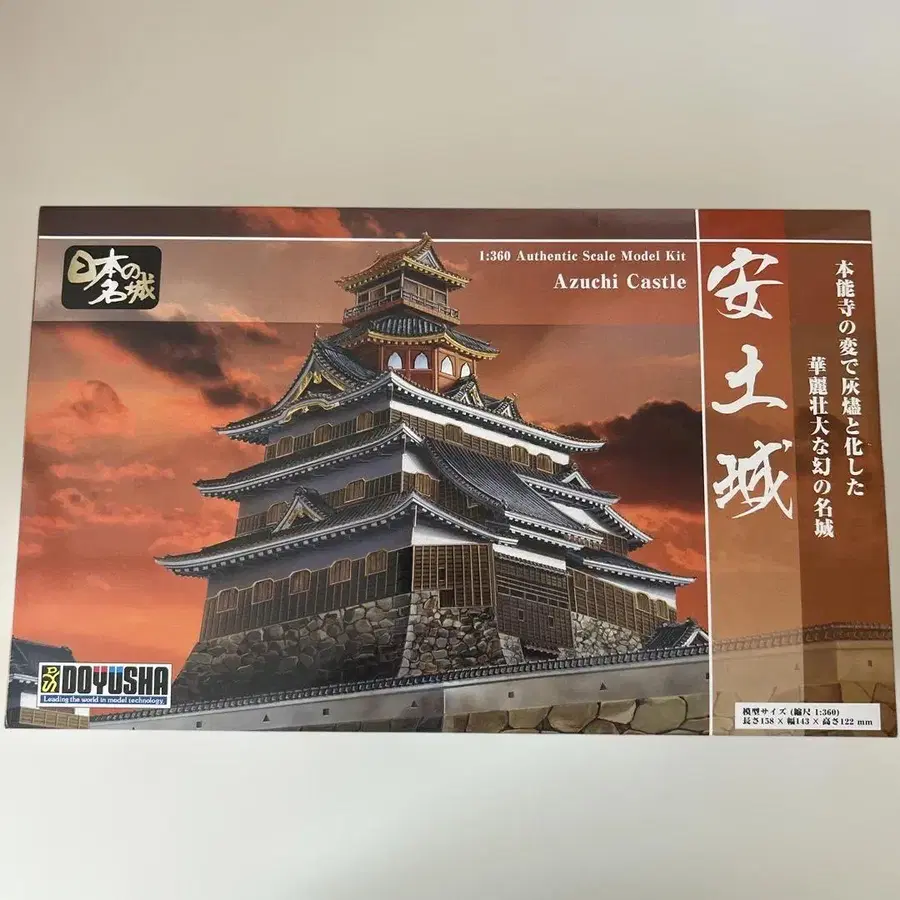 日本の
名城
1:360 Authentic Scale Model Kit
Azuchi Castle
安土城
本能寺の変で灰燼と化した
華麗壮大な幻の名城
DOYUSHA
Leading the world in model technology.
模型サイズ (縮尺 1:360)
長さ158 × 幅143 × 高さ122 mm